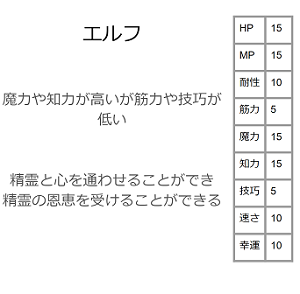 エルフ
魔力や知力が高いが筋力や技巧が
低い
精霊と心を通わせることができ
精霊の恩恵を受けることができる
HP 15
MP 15
耐性 10
筋力 5
魔力 15
知力 15
技巧 5
速さ 10
幸運 10